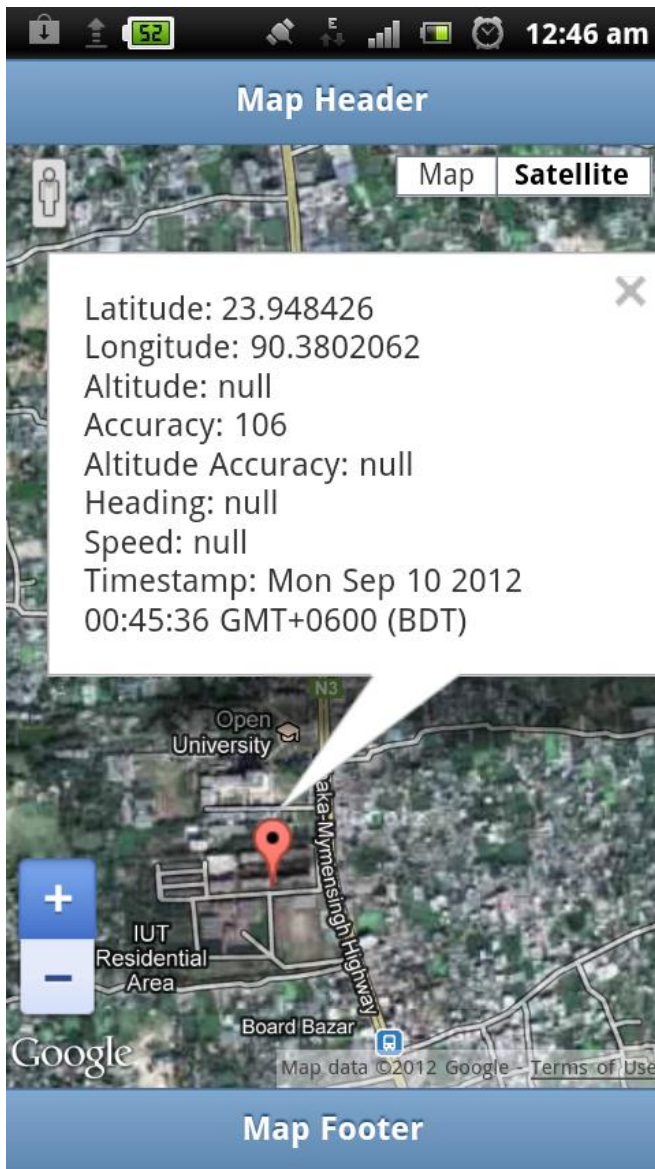 52
E
12:46 am
Map Header
Map Satellite
Latitude: 23.948426
Longitude: 90.3802062
Altitude: null
Accuracy: 106
Altitude Accuracy: null
Heading: null
Speed: null
Timestamp: Mon Sep 10 2012
00:45:36 GMT+0600 (BDT)
N3
Open
University
aka-Mymensingh Highway
+
IUT
Residential
Area
−
Board Bazar
Google
Map data ©2012 Google - Terms of Use
Map Footer